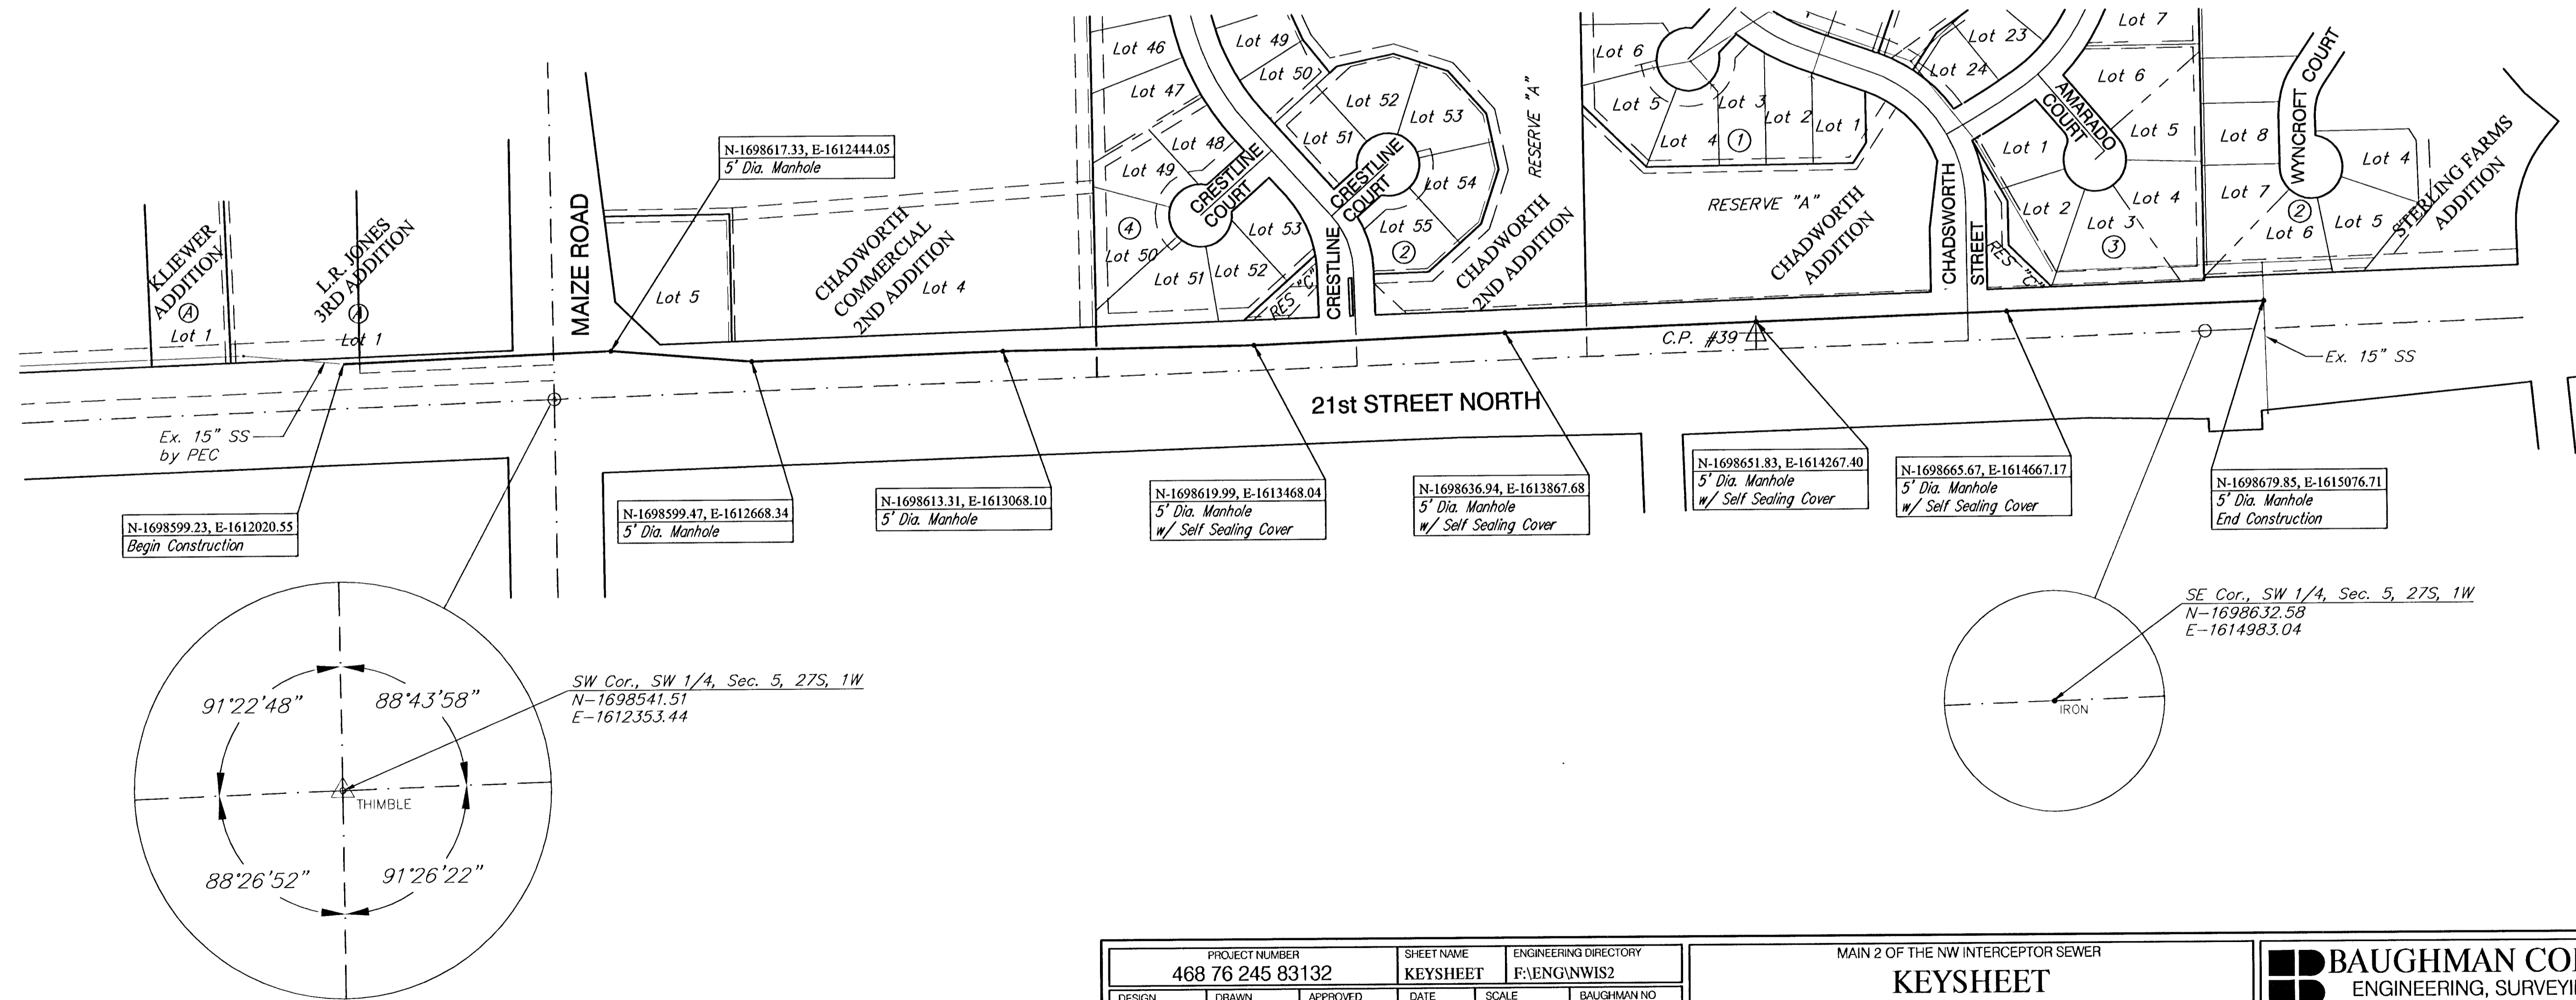 Lot 46
Lot 47
Lot 48
Lot 49
④
Lot 50
Lot 51
Lot 52
Lot 53
RES "C"
CRESTLINE
COURT
Lot 49
Lot 50
Lot 51
Lot 52
Lot 53
Lot 54
Lot 55
②
CRESTLINE
COURT
CRESTLINE
RESERVE "A"
CHADWORTH
2ND ADDITION
Lot 6
Lot 5
Lot 4
Lot 3
Lot 2
Lot 1
①
RESERVE "A"
CHADWORTH
ADDITION
CHADSWORTH
STREET
Lot 23
Lot 24
Lot 7
Lot 6
Lot 5
Lot 4
Lot 3
Lot 2
Lot 1
③
RES "C"
AMARADO
COURT
Lot 8
Lot 7
②
Lot 6
Lot 5
Lot 4
WYNCROFT COURT
STERLING FARMS
ADDITION
KLIEWER
ADDITION
Ⓐ
Lot 1
L.R. JONES
3RD ADDITION
Ⓐ
Lot 1
MAIZE ROAD
N-1698617.33, E-1612444.05
5' Dia. Manhole
Lot 5
CHADWORTH
COMMERCIAL
2ND ADDITION
Lot 4
C.P. #39
Ex. 15" SS
21st STREET NORTH
Ex. 15" SS
by PEC
N-1698599.23, E-1612020.55
Begin Construction
N-1698599.47, E-1612668.34
5' Dia. Manhole
N-1698613.31, E-1613068.10
5' Dia. Manhole
N-1698619.99, E-1613468.04
5' Dia. Manhole
w/ Self Sealing Cover
N-1698636.94, E-1613867.68
5' Dia. Manhole
w/ Self Sealing Cover
N-1698651.83, E-1614267.40
5' Dia. Manhole
w/ Self Sealing Cover
N-1698665.67, E-1614667.17
5' Dia. Manhole
w/ Self Sealing Cover
N-1698679.85, E-1615076.71
5' Dia. Manhole
End Construction
91°22'48"
88°43'58"
THIMBLE
88°26'52"
91°26'22"
SW Cor., SW 1/4, Sec. 5, 27S, 1W
N-1698541.51
E-1612353.44
SE Cor., SW 1/4, Sec. 5, 27S, 1W
N-1698632.58
E-1614983.04
IRON
PROJECT NUMBER
468 76 245 83132
SHEET NAME
KEYSHEET
ENGINEERING DIRECTORY
F:\ENG\NWIS2
DESIGN
DRAWN
APPROVED
DATE
SCALE
BAUGHMAN NO
MAIN 2 OF THE NW INTERCEPTOR SEWER
KEYSHEET
BAUGHMAN CO
ENGINEERING, SURVEYI